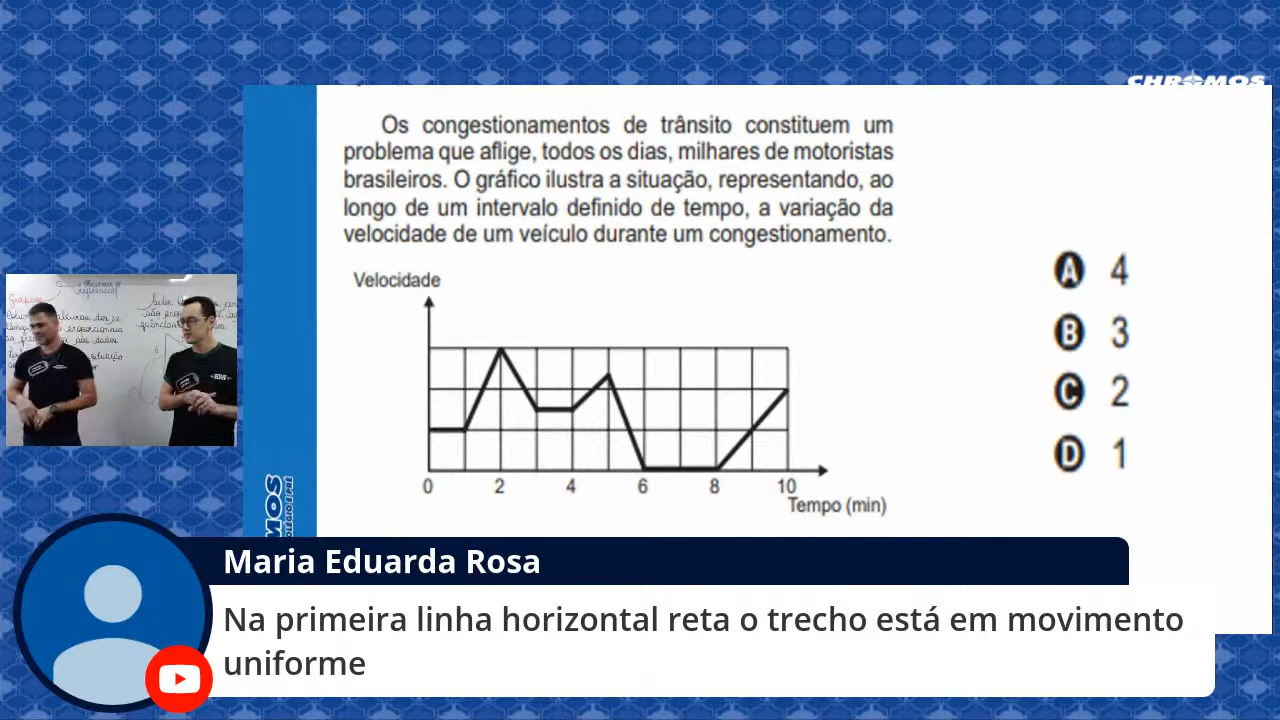 CHROMOS
Os congestionamentos de trânsito constituem um
problema que aflige, todos os dias, milhares de motoristas
brasileiros. O gráfico ilustra a situação, representando, ao
longo de um intervalo definido de tempo, a variação da
velocidade de um veículo durante um congestionamento.
Velocidade
0 2 4 6 8 10
Tempo (min)
A 4
B 3
C 2
D 1
Maria Eduarda Rosa
Na primeira linha horizontal reta o trecho está em movimento
uniforme